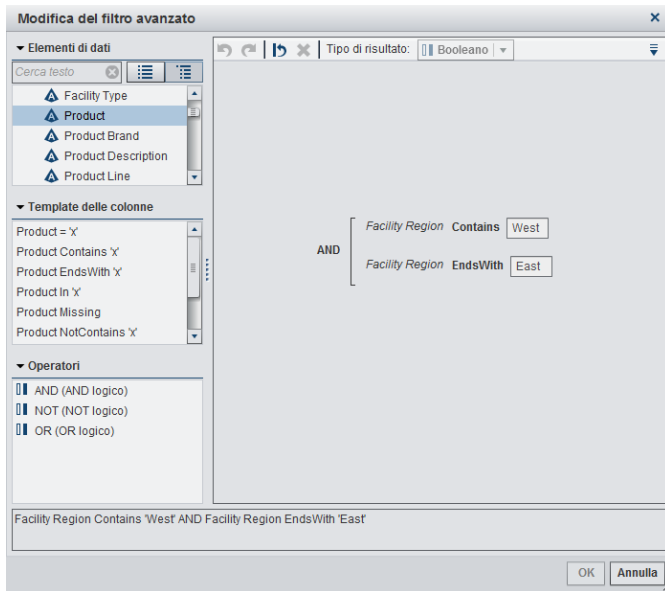 Modifica del filtro avanzato
Elementi di dati
Cerca testo
Facility Type
Product
Product Brand
Product Description
Product Line
Template delle colonne
Product = 'x'
Product Contains 'x'
Product EndsWith 'x'
Product In 'x'
Product Missing
Product NotContains 'x'
Operatori
AND (AND logico)
NOT (NOT logico)
OR (OR logico)
Tipo di risultato: Booleano
AND
Facility Region Contains West
Facility Region EndsWith East
Facility Region Contains 'West' AND Facility Region EndsWith 'East'
OK Annulla